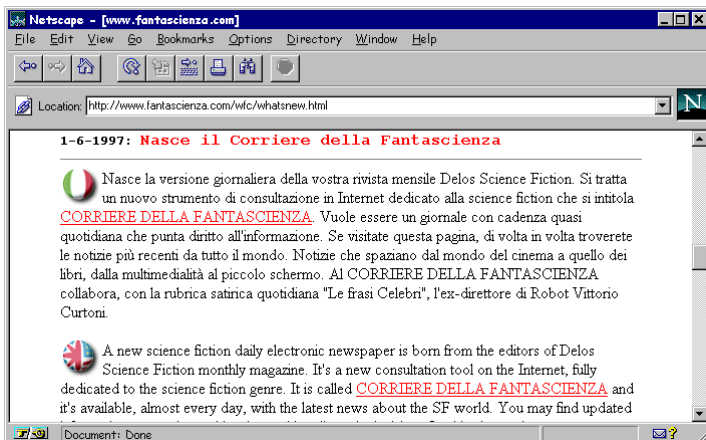 Netscape - [www.fantascienza.com]
File Edit View Go Bookmarks Options Directory Window Help
Location: http://www.fantascienza.com/wfc/whatsnew.html
N
1-6-1997: Nasce il Corriere della Fantascienza
Nasce la versione giornaliera della vostra rivista mensile Delos Science Fiction. Si tratta
un nuovo strumento di consultazione in Internet dedicato alla science fiction che si intitola
CORRIERE DELLA FANTASCIENZA. Vuole essere un giornale con cadenza quasi
quotidiana che punta diritto all'informazione. Se visitate questa pagina, di volta in volta troverete
le notizie più recenti da tutto il mondo. Notizie che spaziano dal mondo del cinema a quello dei
libri, dalla multimedialità al piccolo schermo. Al CORRIERE DELLA FANTASCIENZA
collabora, con la rubrica satirica quotidiana "Le frasi Celebri", l'ex-direttore di Robot Vittorio
Curtoni.
A new science fiction daily electronic newspaper is born from the editors of Delos
Science Fiction monthly magazine. It's a new consultation tool on the Internet, fully
dedicated to the science fiction genre. It is called CORRIERE DELLA FANTASCIENZA and
it's available, almost every day, with the latest news about the SF world. You may find updated
Document: Done